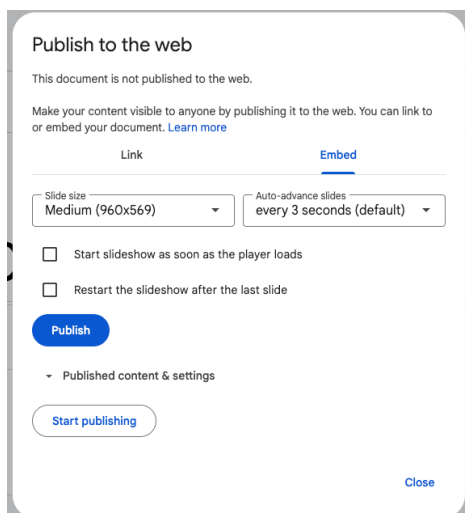 Publish to the web
This document is not published to the web.
Make your content visible to anyone by publishing it to the web. You can link to
or embed your document. Learn more
Link
Embed
Slide size
Medium (960x569)
Auto-advance slides
every 3 seconds (default)
Start slideshow as soon as the player loads
Restart the slideshow after the last slide
Publish
Published content & settings
Start publishing
Close